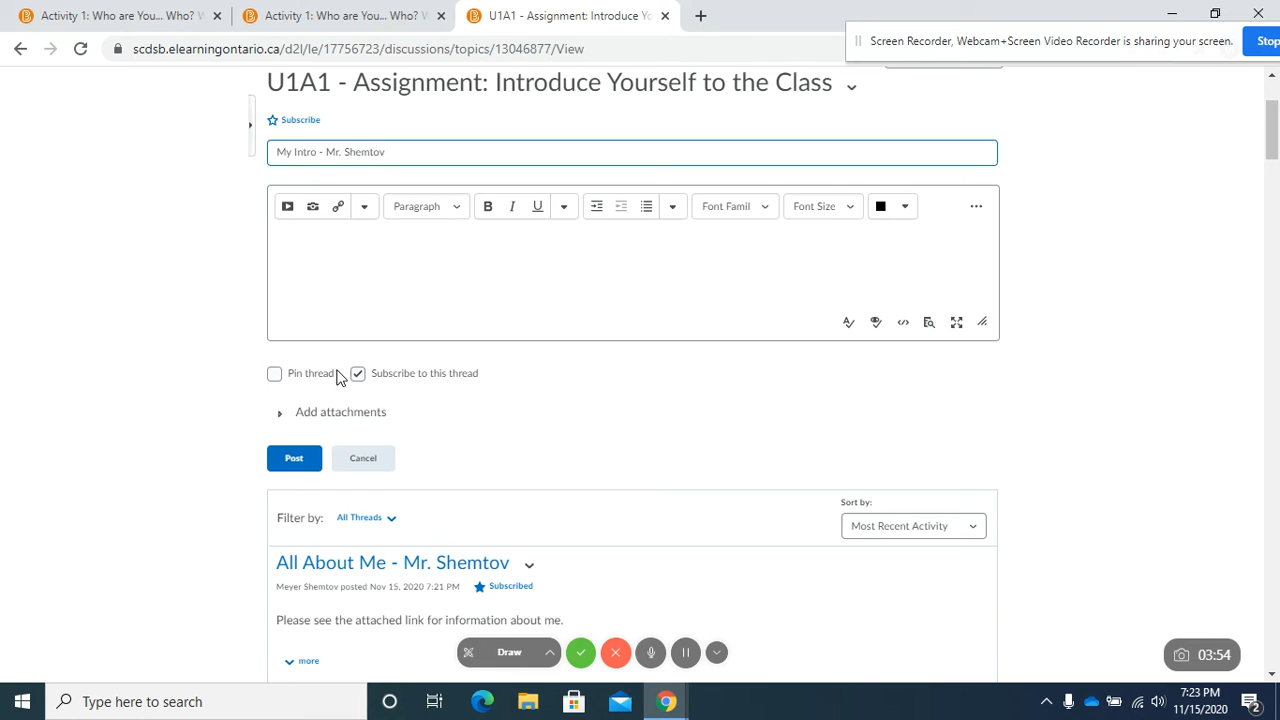 Activity 1: Who are You... Who? W
Activity 1: Who are You... Who? W
U1A1 - Assignment: Introduce Yo
scdsb.elearningontario.ca/d2l/le/17756723/discussions/topics/13046877/View
Screen Recorder, Webcam+Screen Video Recorder is sharing your screen.
Stop
U1A1 - Assignment: Introduce Yourself to the Class
Subscribe
My Intro - Mr. Shemtov
Paragraph
B I U
Font Famil
Font Size
Pin thread
Subscribe to this thread
Add attachments
Post
Cancel
Sort by:
Filter by: All Threads
Most Recent Activity
All About Me - Mr. Shemtov
Meyer Shemtov posted Nov 15, 2020 7:21 PM
Subscribed
Please see the attached link for information about me.
more
Draw
03:54
Type here to search
7:23 PM
11/15/2020
2